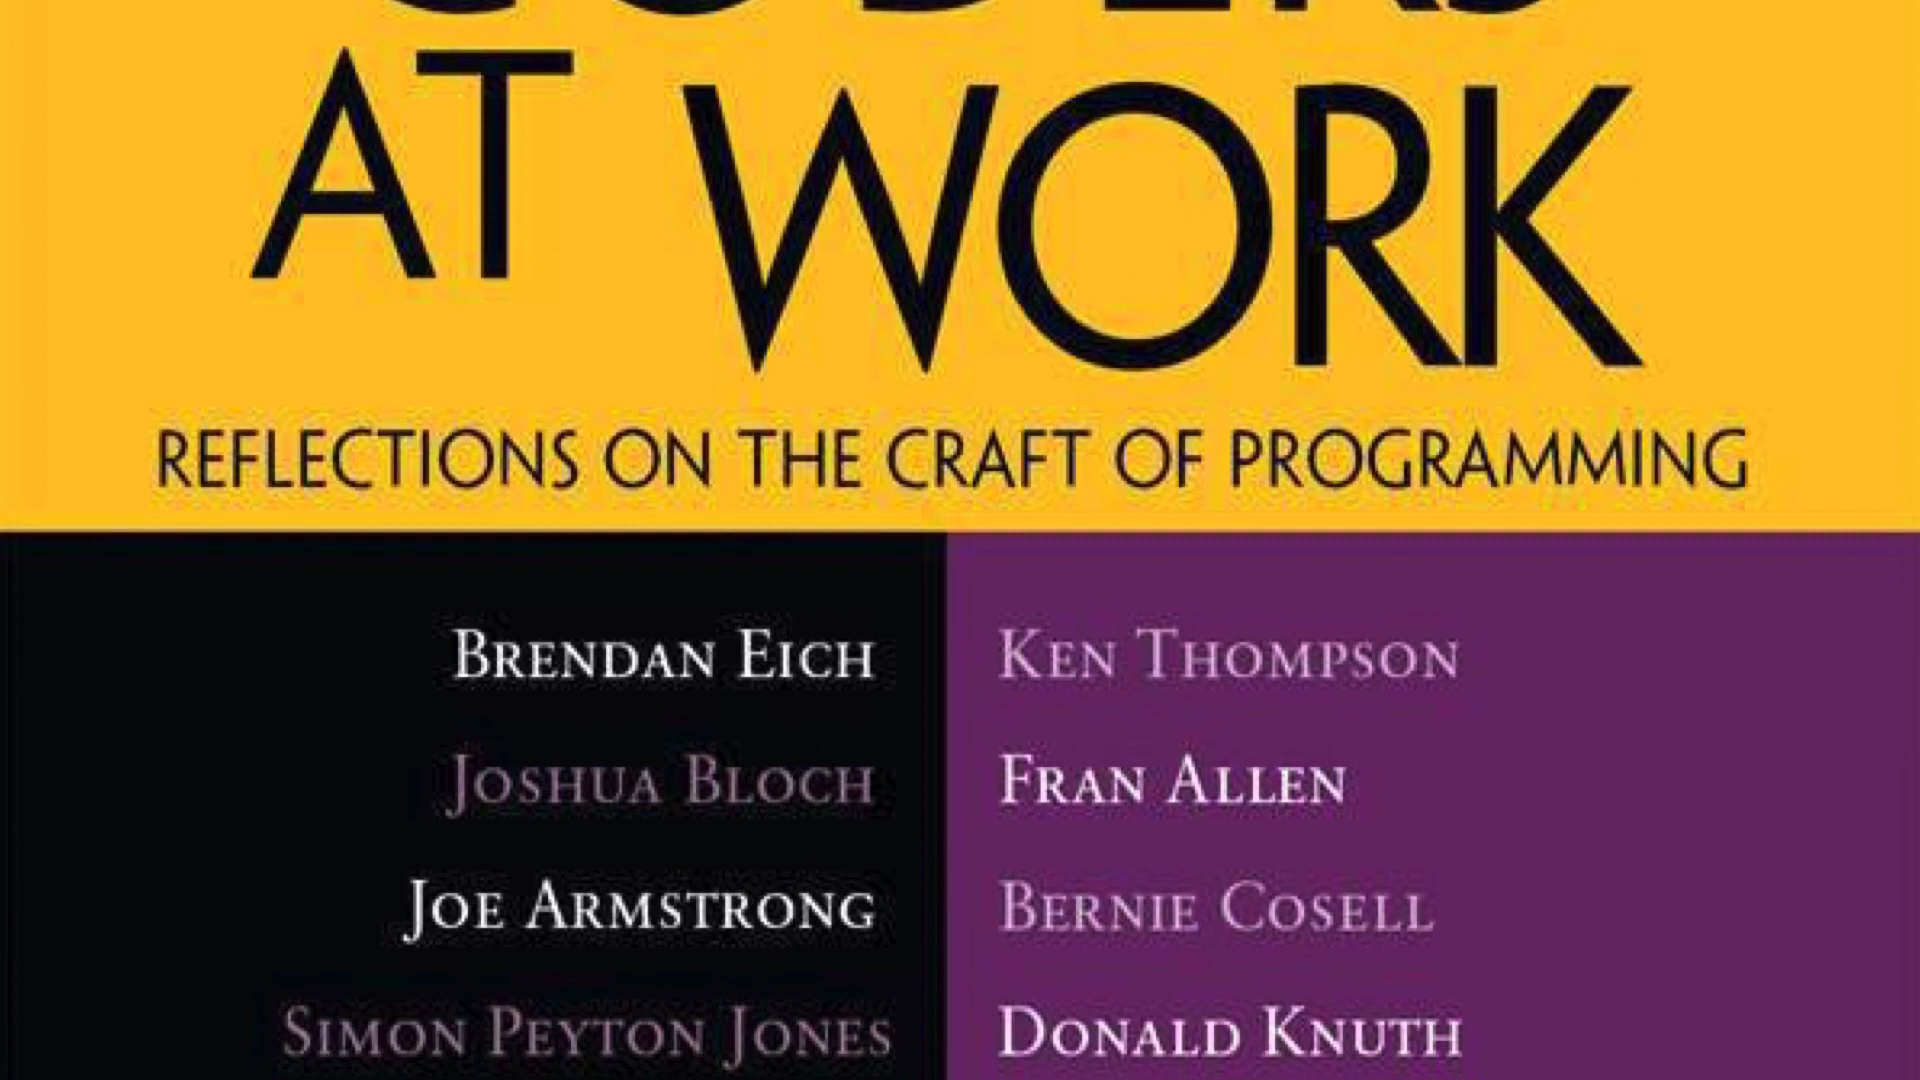 CODERS
AT WORK
REFLECTIONS ON THE CRAFT OF PROGRAMMING
BRENDAN EICH
JOSHUA BLOCH
JOE ARMSTRONG
SIMON PEYTON JONES
KEN THOMPSON
FRAN ALLEN
BERNIE COSELL
DONALD KNUTH